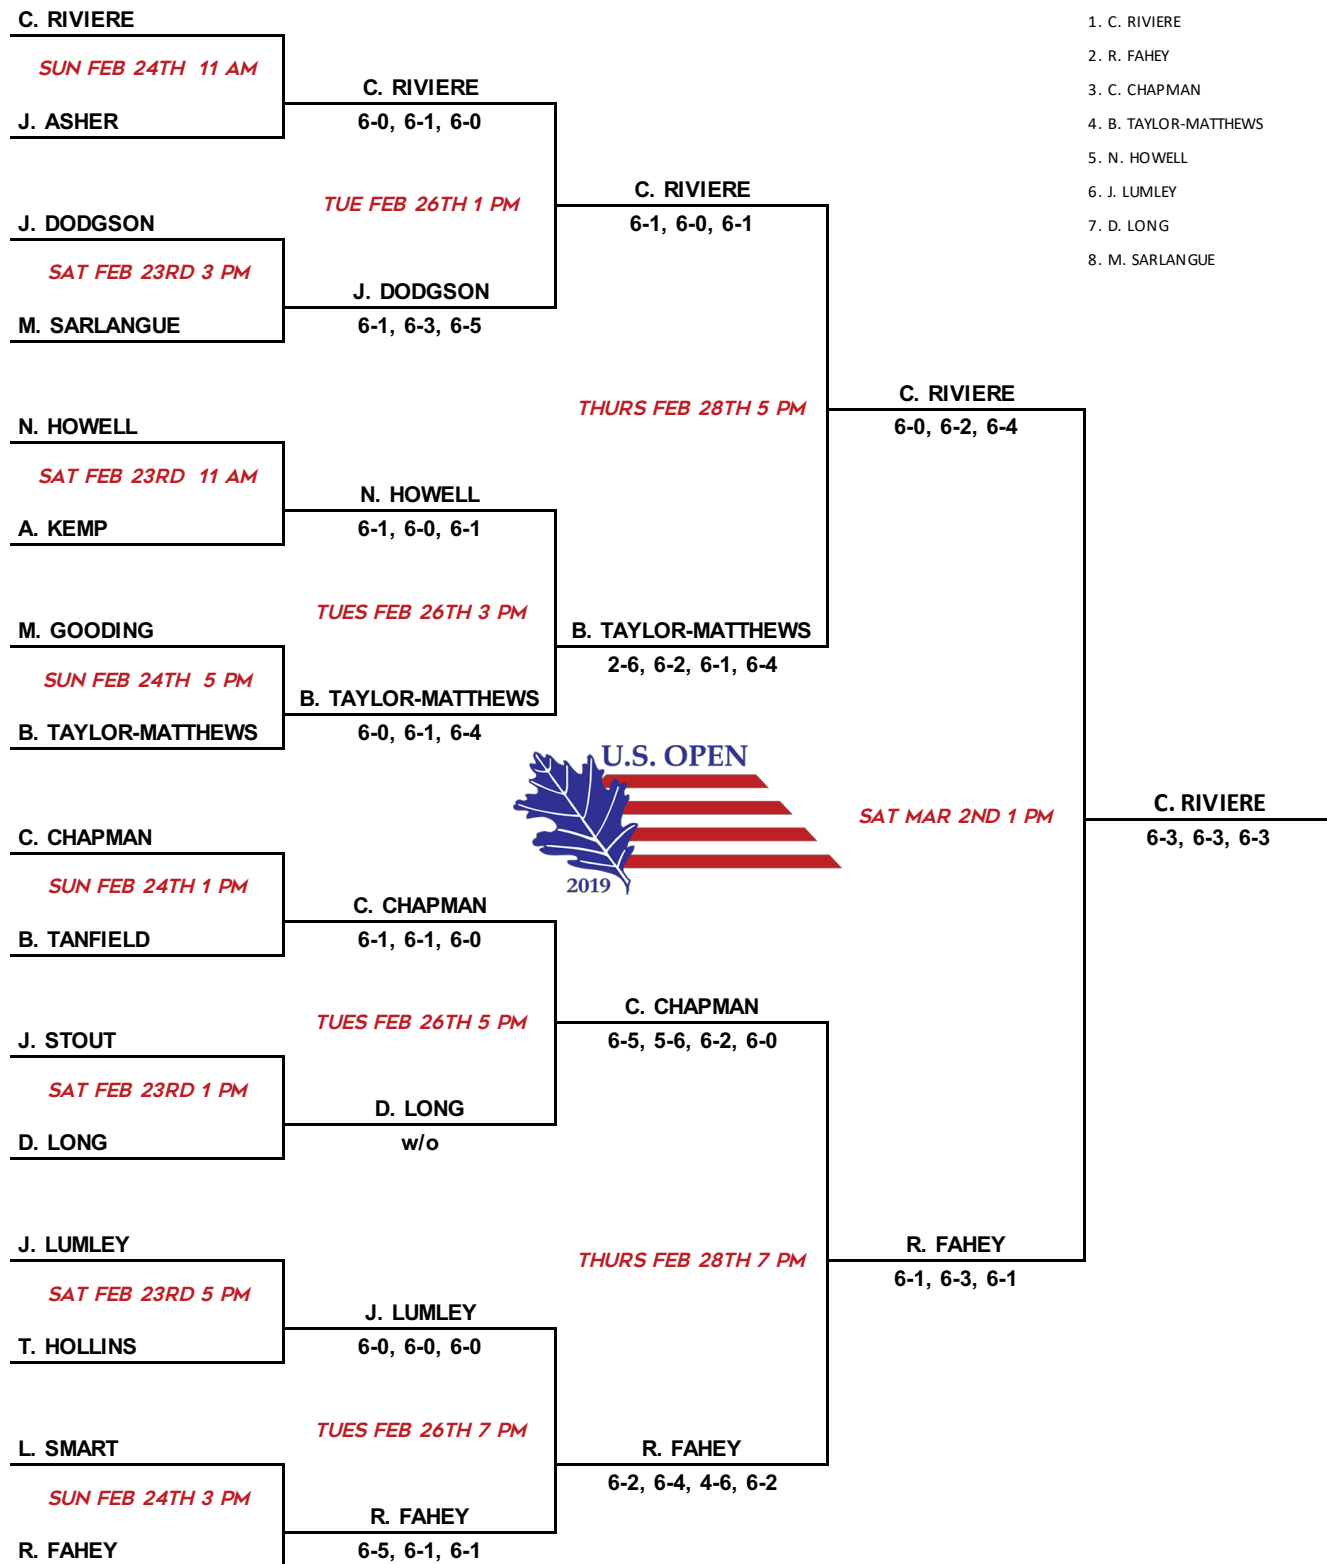 C. RIVIERE
SUN FEB 24TH 11 AM
J. ASHER
J. DODGSON
SAT FEB 23RD 3 PM
M. SARLANGUE
N. HOWELL
SAT FEB 23RD 11 AM
A. KEMP
M. GOODING
SUN FEB 24TH 5 PM
B. TAYLOR-MATTHEWS
C. CHAPMAN
SUN FEB 24TH 1 PM
B. TANFIELD
J. STOUT
SAT FEB 23RD 1 PM
D. LONG
J. LUMLEY
SAT FEB 23RD 5 PM
T. HOLLINS
L. SMART
SUN FEB 24TH 3 PM
R. FAHEY
C. RIVIERE
6-0, 6-1, 6-0
TUE FEB 26TH 1 PM
J. DODGSON
6-1, 6-3, 6-5
N. HOWELL
6-1, 6-0, 6-1
TUES FEB 26TH 3 PM
B. TAYLOR-MATTHEWS
6-0, 6-1, 6-4
C. CHAPMAN
6-1, 6-1, 6-0
TUES FEB 26TH 5 PM
D. LONG
w/o
J. LUMLEY
6-0, 6-0, 6-0
TUES FEB 26TH 7 PM
R. FAHEY
6-5, 6-1, 6-1
C. RIVIERE
6-1, 6-0, 6-1
THURS FEB 28TH 5 PM
B. TAYLOR-MATTHEWS
2-6, 6-2, 6-1, 6-4
U.S. OPEN
2019
C. CHAPMAN
6-5, 5-6, 6-2, 6-0
THURS FEB 28TH 7 PM
R. FAHEY
6-2, 6-4, 4-6, 6-2
C. RIVIERE
6-0, 6-2, 6-4
SAT MAR 2ND 1 PM
R. FAHEY
6-1, 6-3, 6-1
C. RIVIERE
6-3, 6-3, 6-3
1. C. RIVIERE
2. R. FAHEY
3. C. CHAPMAN
4. B. TAYLOR-MATTHEWS
5. N. HOWELL
6. J. LUMLEY
7. D. LONG
8. M. SARLANGUE